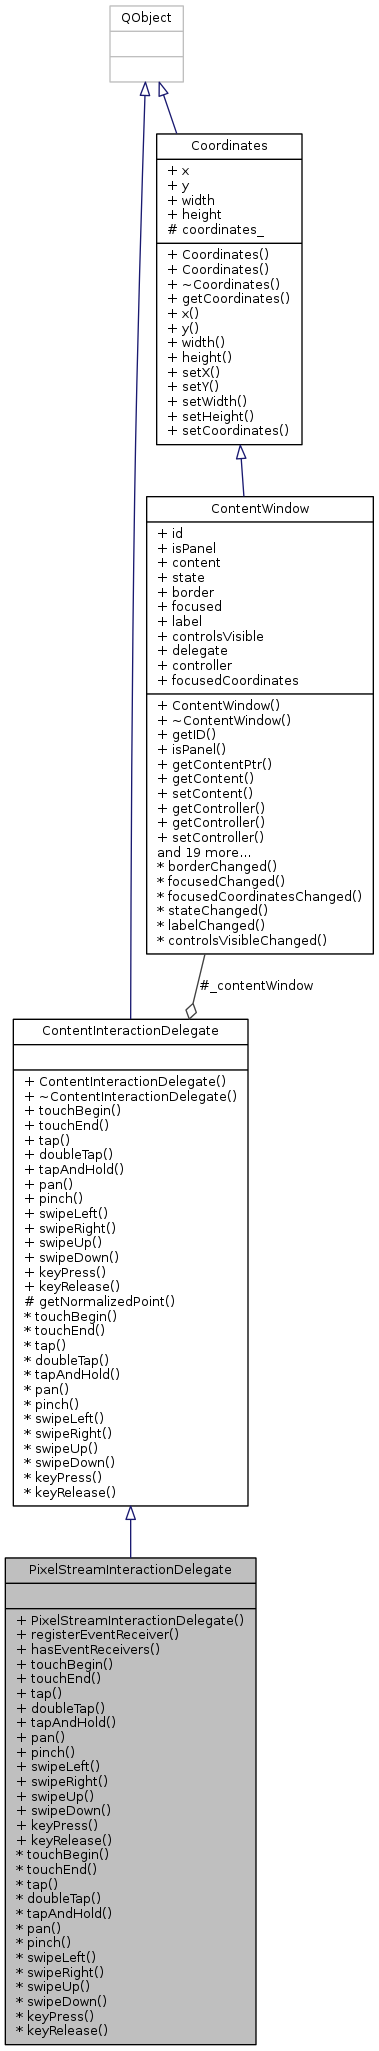 QObject
Coordinates
+ x
+ y
+ width
+ height
# coordinates_
+ Coordinates()
+ Coordinates()
+ ~Coordinates()
+ getCoordinates()
+ x()
+ y()
+ width()
+ height()
+ setX()
+ setY()
+ setWidth()
+ setHeight()
+ setCoordinates()
ContentWindow
+ id
+ isPanel
+ content
+ state
+ border
+ focused
+ label
+ controlsVisible
+ delegate
+ controller
+ focusedCoordinates
+ ContentWindow()
+ ~ContentWindow()
+ getID()
+ isPanel()
+ getContentPtr()
+ getContent()
+ setContent()
+ getController()
+ getController()
+ setController()
and 19 more...
* borderChanged()
* focusedChanged()
* focusedCoordinatesChanged()
* stateChanged()
* labelChanged()
* controlsVisibleChanged()
#_contentWindow
ContentInteractionDelegate
+ ContentInteractionDelegate()
+ ~ContentInteractionDelegate()
+ touchBegin()
+ touchEnd()
+ tap()
+ doubleTap()
+ tapAndHold()
+ pan()
+ pinch()
+ swipeLeft()
+ swipeRight()
+ swipeUp()
+ swipeDown()
+ keyPress()
+ keyRelease()
# getNormalizedPoint()
* touchBegin()
* touchEnd()
* tap()
* doubleTap()
* tapAndHold()
* pan()
* pinch()
* swipeLeft()
* swipeRight()
* swipeUp()
* swipeDown()
* keyPress()
* keyRelease()
PixelStreamInteractionDelegate
+ PixelStreamInteractionDelegate()
+ registerEventReceiver()
+ hasEventReceivers()
+ touchBegin()
+ touchEnd()
+ tap()
+ doubleTap()
+ tapAndHold()
+ pan()
+ pinch()
+ swipeLeft()
+ swipeRight()
+ swipeUp()
+ swipeDown()
+ keyPress()
+ keyRelease()
* touchBegin()
* touchEnd()
* tap()
* doubleTap()
* tapAndHold()
* pan()
* pinch()
* swipeLeft()
* swipeRight()
* swipeUp()
* swipeDown()
* keyPress()
* keyRelease()